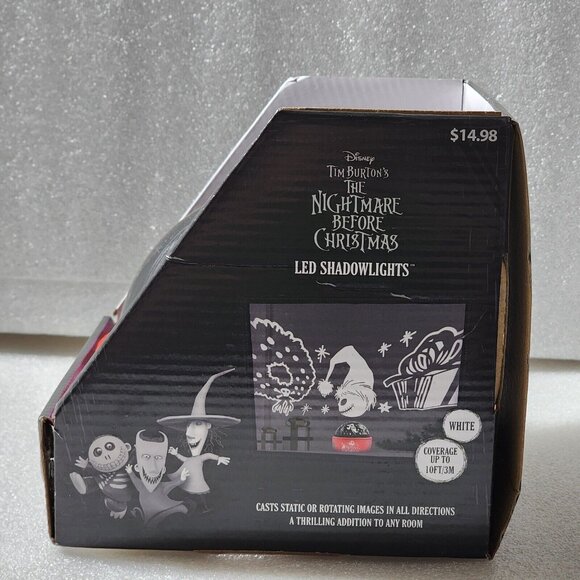 $14.98
Disney
TIM BURTON'S
THE
NIGHTMARE
BEFORE
CHRISTMAS
LED SHADOWLIGHTS™
WHITE
COVERAGE
UP TO
10FT/3M
CASTS STATIC OR ROTATING IMAGES IN ALL DIRECTIONS
A THRILLING ADDITION TO ANY ROOM